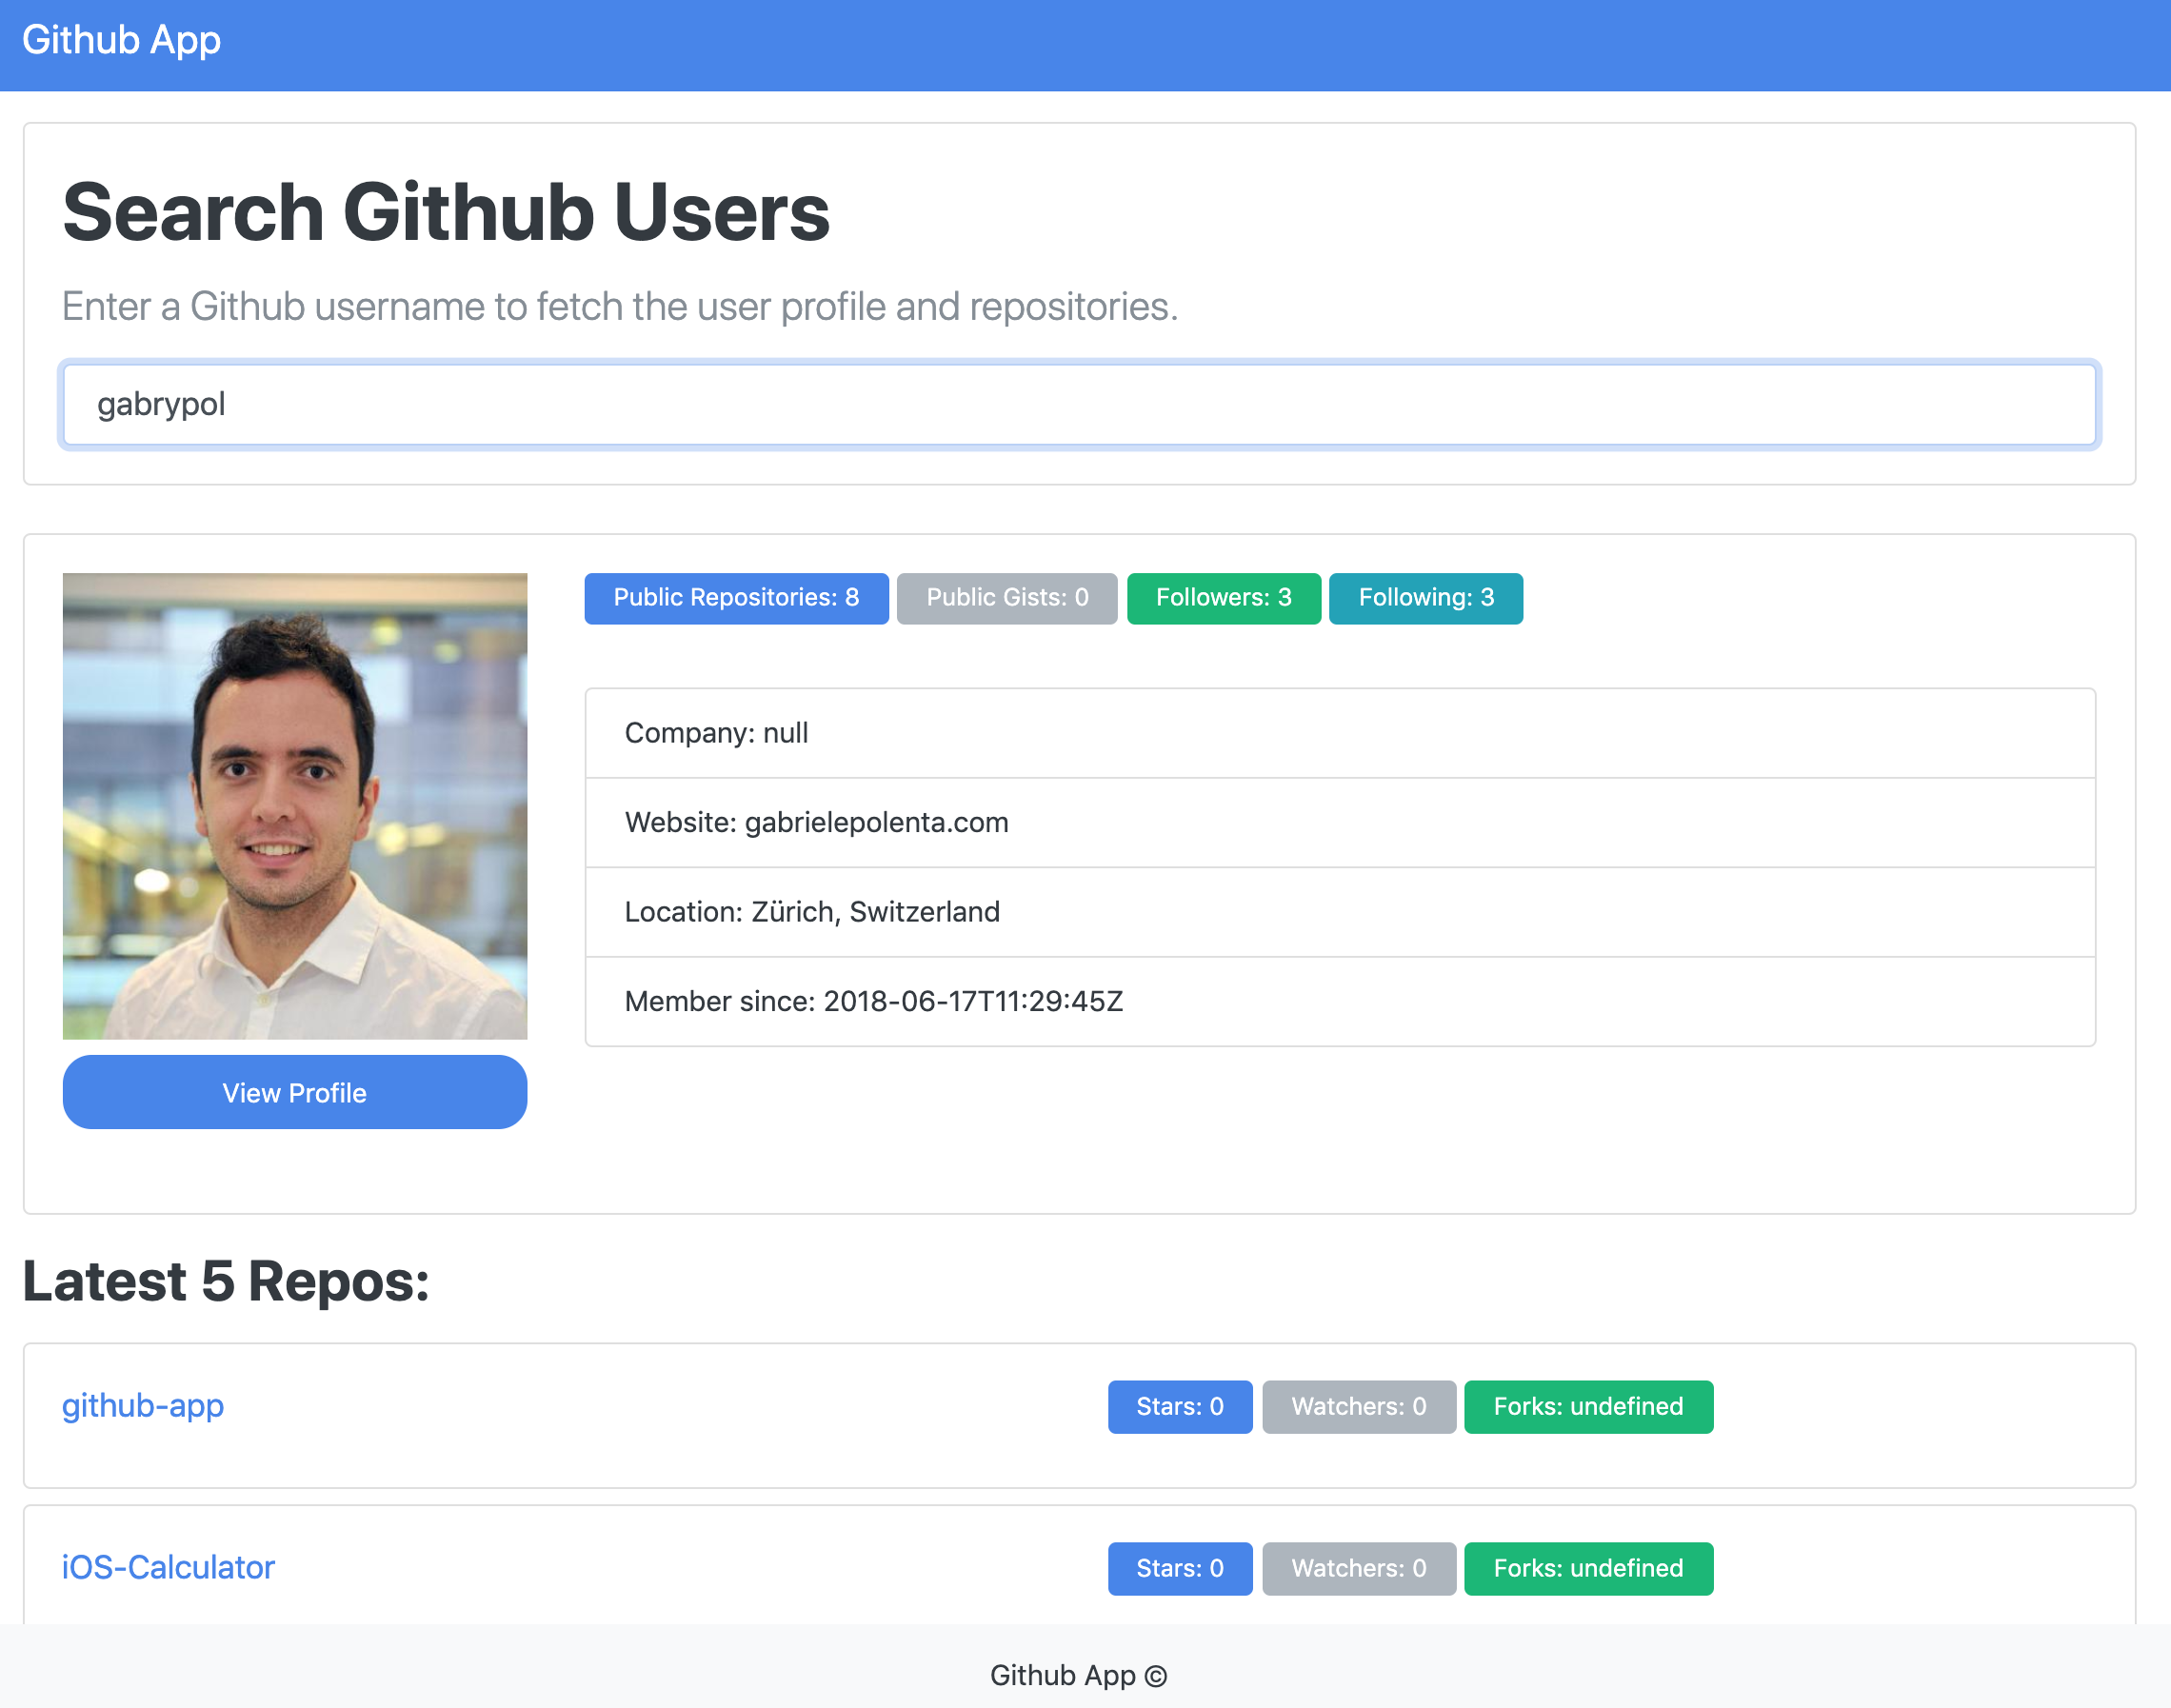 Github App
Search Github Users
Enter a Github username to fetch the user profile and repositories.
gabrypol
Public Repositories: 8 Public Gists: 0 Followers: 3 Following: 3
Company: null
Website: gabrielepolenta.com
Location: Zürich, Switzerland
Member since: 2018-06-17T11:29:45Z
View Profile
Latest 5 Repos:
github-app Stars: 0 Watchers: 0 Forks: undefined
iOS-Calculator Stars: 0 Watchers: 0 Forks: undefined
Github App ©